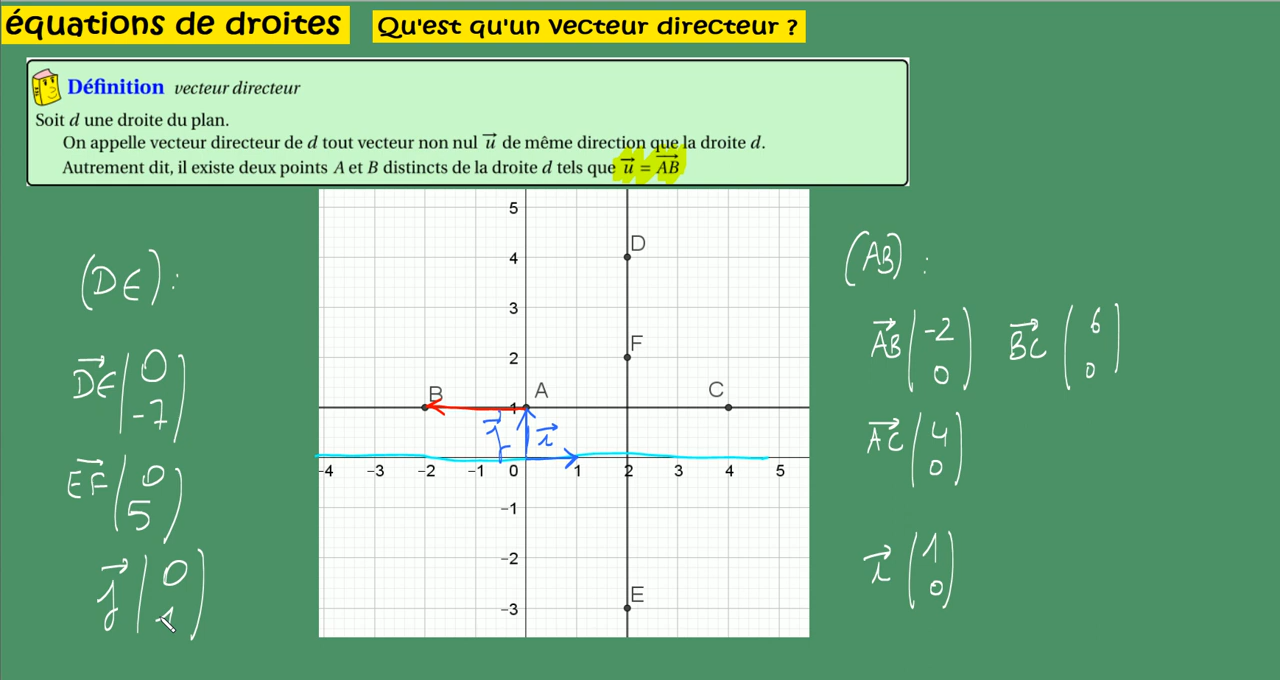 équations de droites
Qu'est qu'un vecteur directeur ?
Définition vecteur directeur
Soit d une droite du plan.
On appelle vecteur directeur de d tout vecteur non nul u⃗ de même direction que la droite d.
Autrement dit, il existe deux points A et B distincts de la droite d tels que u⃗ = AB⃗
(DE) :
DE⃗ (0
-7)
EF⃗ (0
5)
j⃗ (0
1)
5
4
D
3
2
F
B
A
C
1
j⃗
i⃗
-4 -3 -2 -1 0 1 2 3 4 5
-1
-2
-3
E
(AB) :
AB⃗ (-2
0)
BC⃗ (6
0)
AC⃗ (4
0)
i⃗ (1
0)